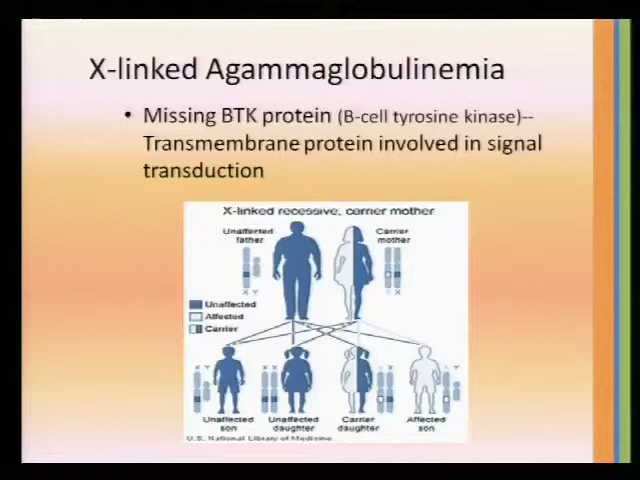 X-linked Agammaglobulinemia
• Missing BTK protein (B-cell tyrosine kinase)--
Transmembrane protein involved in signal
transduction
X-linked recessive, carrier mother
Unaffected
father
Carrier
mother
X Y
X X
Unaffected
Affected
Carrier
X Y
X X
X X
X Y
Unaffected
son
Unaffected
daughter
Carrier
daughter
Affected
son
U.S. National Library of Medicine